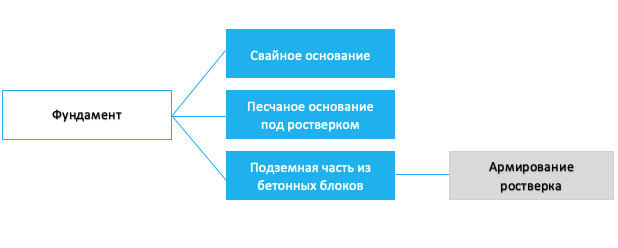 Фундамент
Свайное основание
Песчаное основание
под ростверком
Подземная часть из
бетонных блоков
Армирование
ростверка